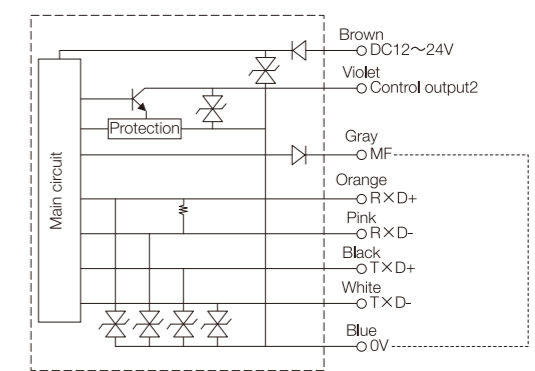 Brown
DC12～24V
Violet
Control output2
Protection
Gray
MF
Main circuit
Orange
R×D+
Pink
R×D-
Black
T×D+
White
T×D-
Blue
0V